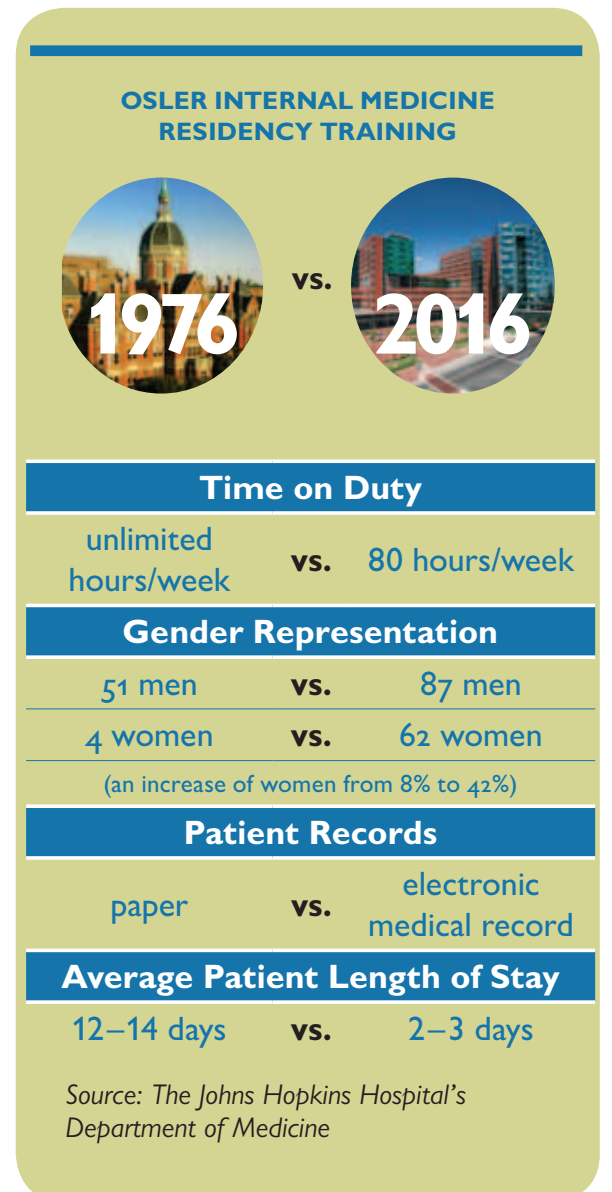 OSLER INTERNAL MEDICINE
RESIDENCY TRAINING
1976 vs. 2016
Time on Duty
unlimited
hours/week vs. 80 hours/week
Gender Representation
51 men vs. 87 men
4 women vs. 62 women
(an increase of women from 8% to 42%)
Patient Records
paper vs. electronic
medical record
Average Patient Length of Stay
12–14 days vs. 2–3 days
Source: The Johns Hopkins Hospital’s
Department of Medicine